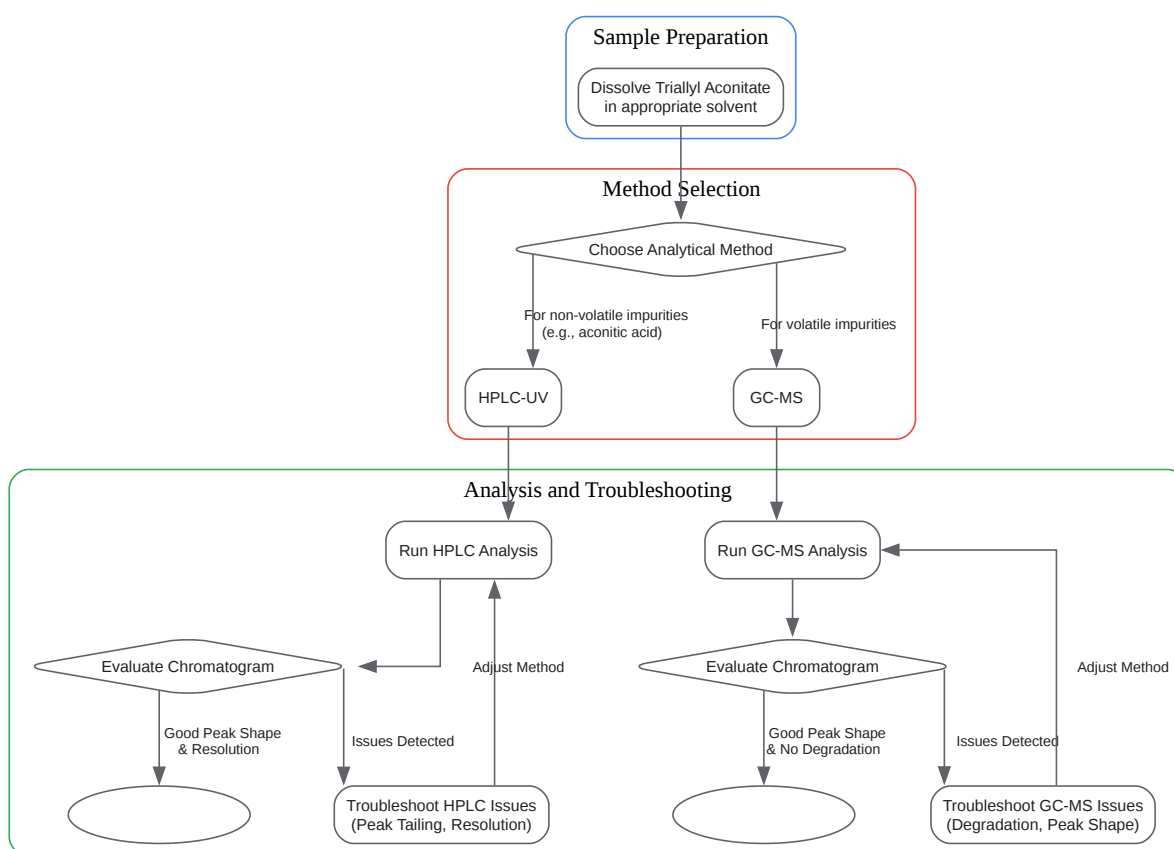 Sample Preparation
Dissolve Triallyl Aconitate
in appropriate solvent
Method Selection
Choose Analytical Method
For non-volatile impurities
(e.g., aconitic acid)
For volatile impurities
HPLC-UV
GC-MS
Analysis and Troubleshooting
Run HPLC Analysis
Run GC-MS Analysis
Evaluate Chromatogram
Adjust Method
Evaluate Chromatogram
Adjust Method
Good Peak Shape
& Resolution
Issues Detected
Good Peak Shape
& No Degradation
Issues Detected
Troubleshoot HPLC Issues
(Peak Tailing, Resolution)
Troubleshoot GC-MS Issues
(Degradation, Peak Shape)